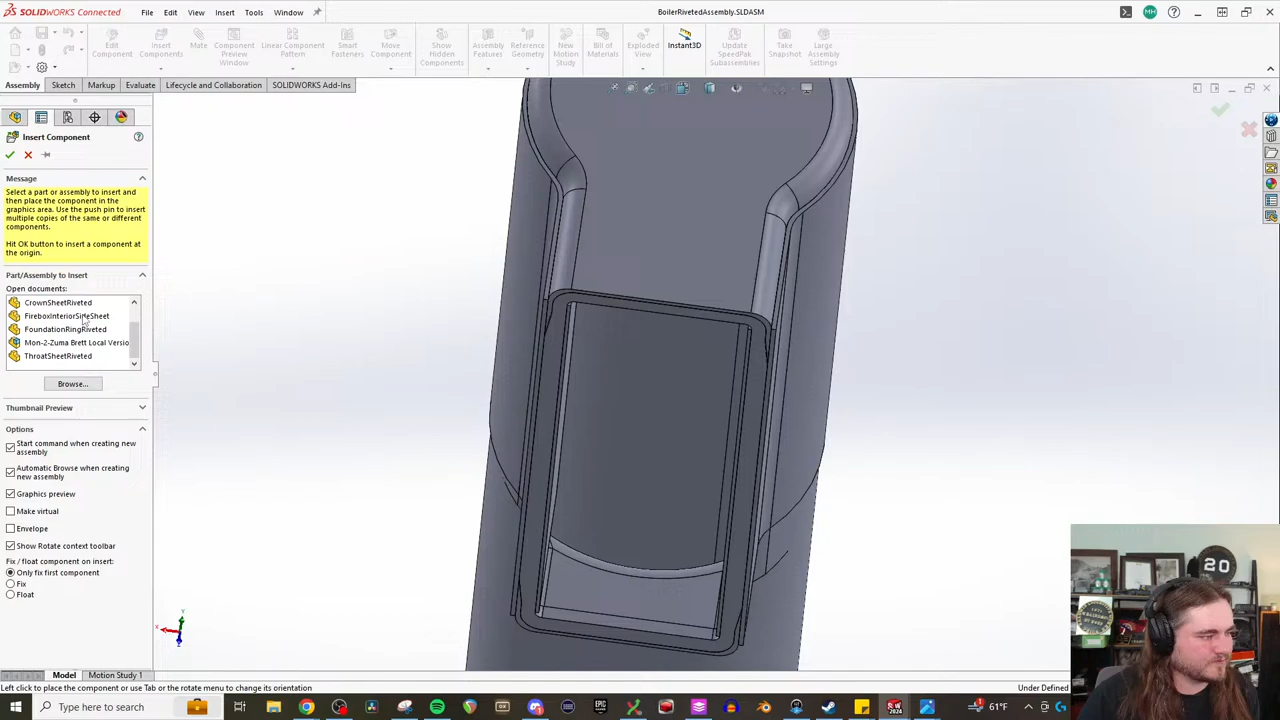 SOLIDWORKS Connected
File Edit View Insert Tools Window
BoilerRivetedAssembly.SLDASM
MH
Edit Component
Insert Components
Mate
Component Preview Window
Linear Component Pattern
Smart Fasteners
Move Component
Show Hidden Components
Assembly Features
Reference Geometry
New Motion Study
Bill of Materials
Exploded View
Instant3D
Update SpeedPak Subassemblies
Take Snapshot
Large Assembly Settings
Assembly Sketch Markup Evaluate Lifecycle and Collaboration SOLIDWORKS Add-Ins
Insert Component
Message
Select a part or assembly to insert and
then place the component in the
graphics area. Use the push pin to insert
multiple copies of the same or different
components.
Hit OK button to insert a component at
the origin.
Part/Assembly to Insert
Open documents:
CrownSheetRiveted
FireboxInteriorSideSheet
FoundationRingRiveted
Mon-2-Zuma Brett Local Versio
ThroatSheetRiveted
Browse...
Thumbnail Preview
Options
Start command when creating new
assembly
Automatic Browse when creating
new assembly
Graphics preview
Make virtual
Envelope
Show Rotate context toolbar
Fix / float component on insert:
Only fix first component
Fix
Float
Y
X
Z
20
Model Motion Study 1
Left click to place the component or use Tab or the rotate menu to change its orientation
Under Defined
Type here to search
61°F